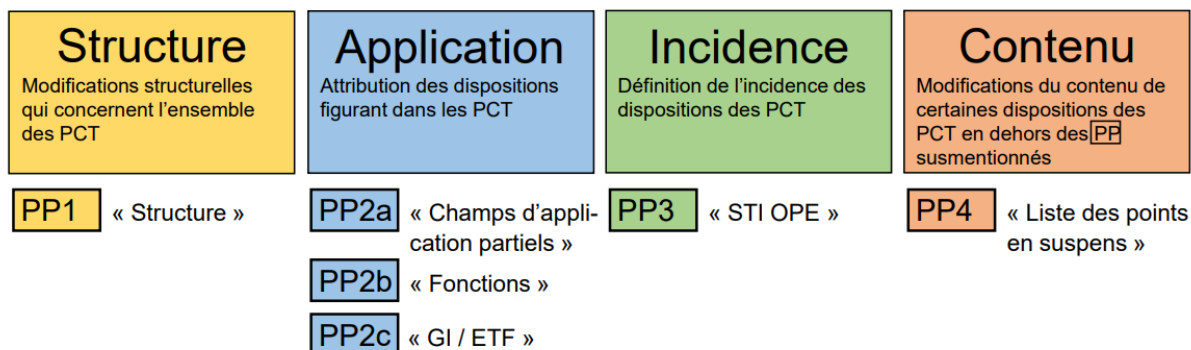 Structure
Modifications structurelles
qui concernent l'ensemble
des PCT
Application
Attribution des dispositions
figurant dans les PCT
Incidence
Définition de l'incidence des
dispositions des PCT
Contenu
Modifications du contenu de
certaines dispositions des
PCT en dehors des PP
susmentionnés
PP1 « Structure »
PP2a « Champs d'appli-
cation partiels »
PP2b « Fonctions »
PP2c « GI / ETF »
PP3 « STI OPE »
PP4 « Liste des points
en suspens »